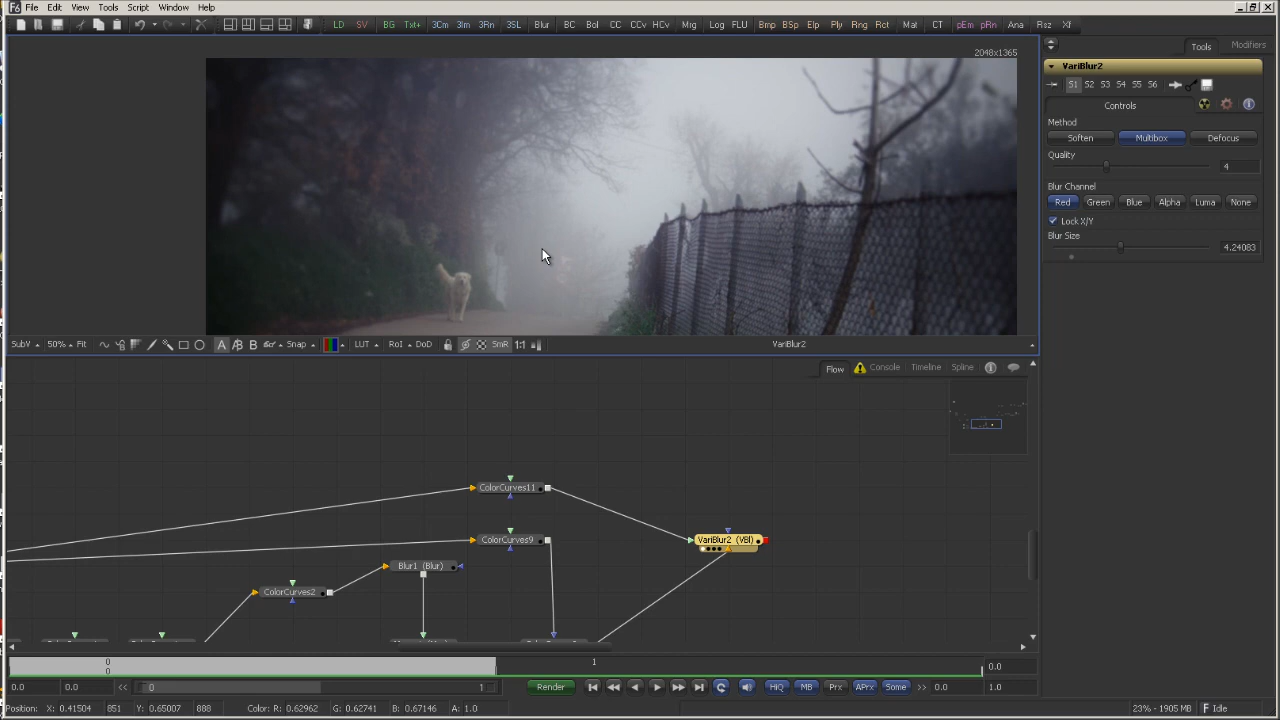 F6 File Edit View Tools Script Window Help
LD SV BG Txt+ 3Cm 3Im 3Rn 3SL Blur BC Bol CC CCv HCv Mrg Log FLU Bmp BSp Elp Ply Rng Rct Mat CT pEm pRn Ana Rsz Xf
2048x1365
Tools Modifiers
VariBlur2
S1 S2 S3 S4 S5 S6
Controls
Method
Soften Multibox Defocus
Quality
4
Blur Channel
Red Green Blue Alpha Luma None
Lock X/Y
Blur Size
4.24083
SubV 50% Fit A B Snap LUT RoI DoD SmR 1:1 VariBlur2
Flow Console Timeline Spline
ColorCurves11
ColorCurves9
VariBlur2 (VBl)
Blur1 (Blur)
ColorCurves2
0 1
0
0.0
0.0 0.0 << 0 1 Render HiQ MB Prx APrx Some >> 0.0 1.0
Position: X: 0.41504 851 Y: 0.65007 888 Color: R: 0.62962 G: 0.62741 B: 0.67146 A: 1.0 23% - 1905 MB Idle